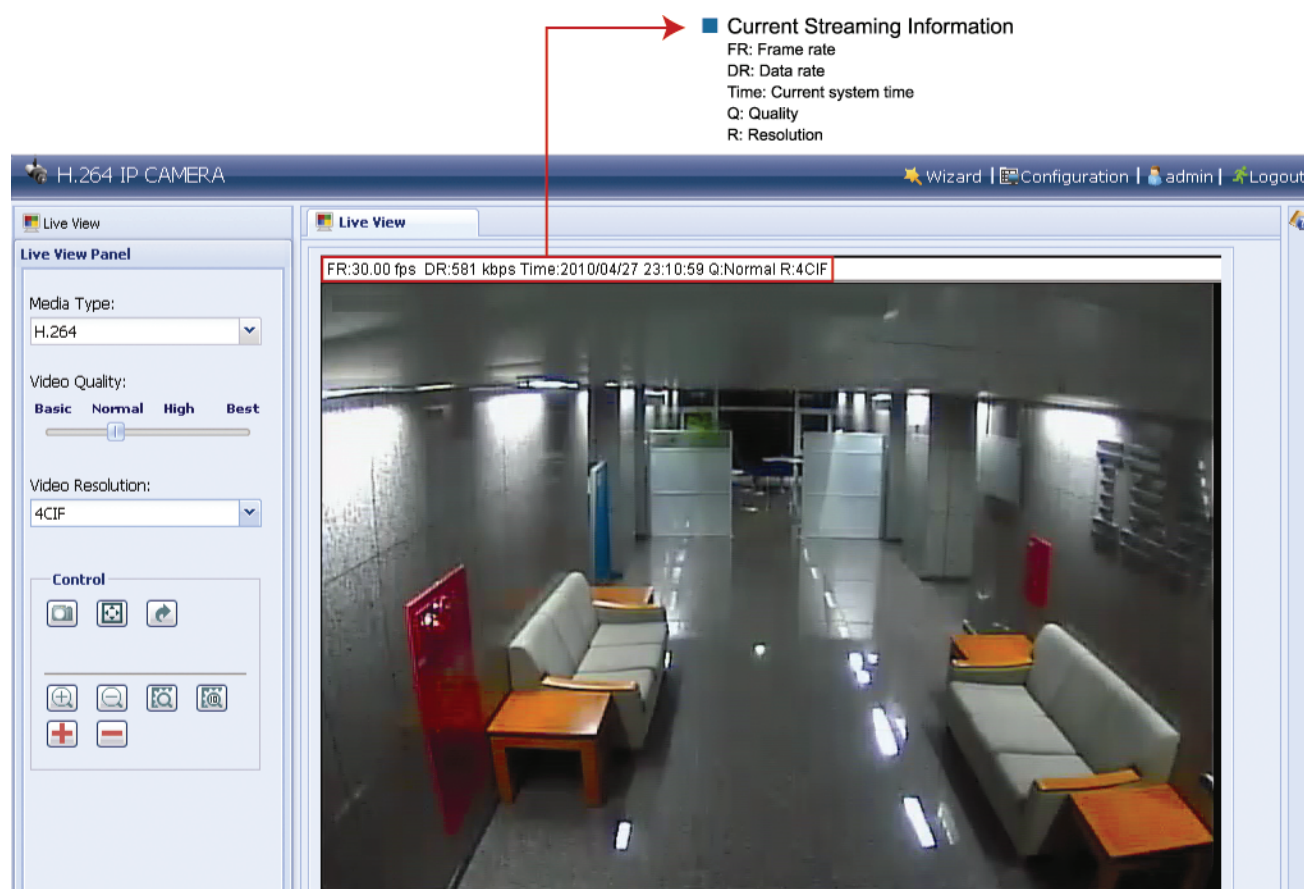 Current Streaming Information
FR: Frame rate
DR: Data rate
Time: Current system time
Q: Quality
R: Resolution
H.264 IP CAMERA
Wizard | Configuration | admin | Logout
Live View
Live View
Live View Panel
FR:30.00 fps DR:581 kbps Time:2010/04/27 23:10:59 Q:Normal R:4CIF
Media Type:
H.264
Video Quality:
Basic Normal High Best
Video Resolution:
4CIF
Control